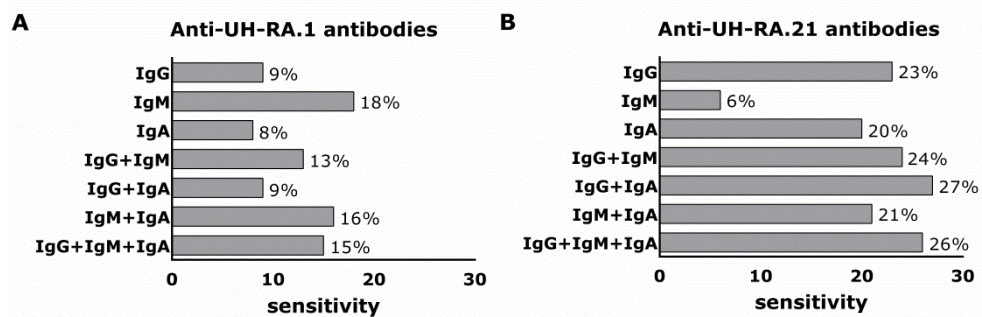 A
Anti-UH-RA.1 antibodies
IgG 9%
IgM 18%
IgA 8%
IgG+IgM 13%
IgG+IgA 9%
IgM+IgA 16%
IgG+IgM+IgA 15%
0 10 20 30
sensitivity
B
Anti-UH-RA.21 antibodies
IgG 23%
IgM 6%
IgA 20%
IgG+IgM 24%
IgG+IgA 27%
IgM+IgA 21%
IgG+IgM+IgA 26%
0 10 20 30
sensitivity